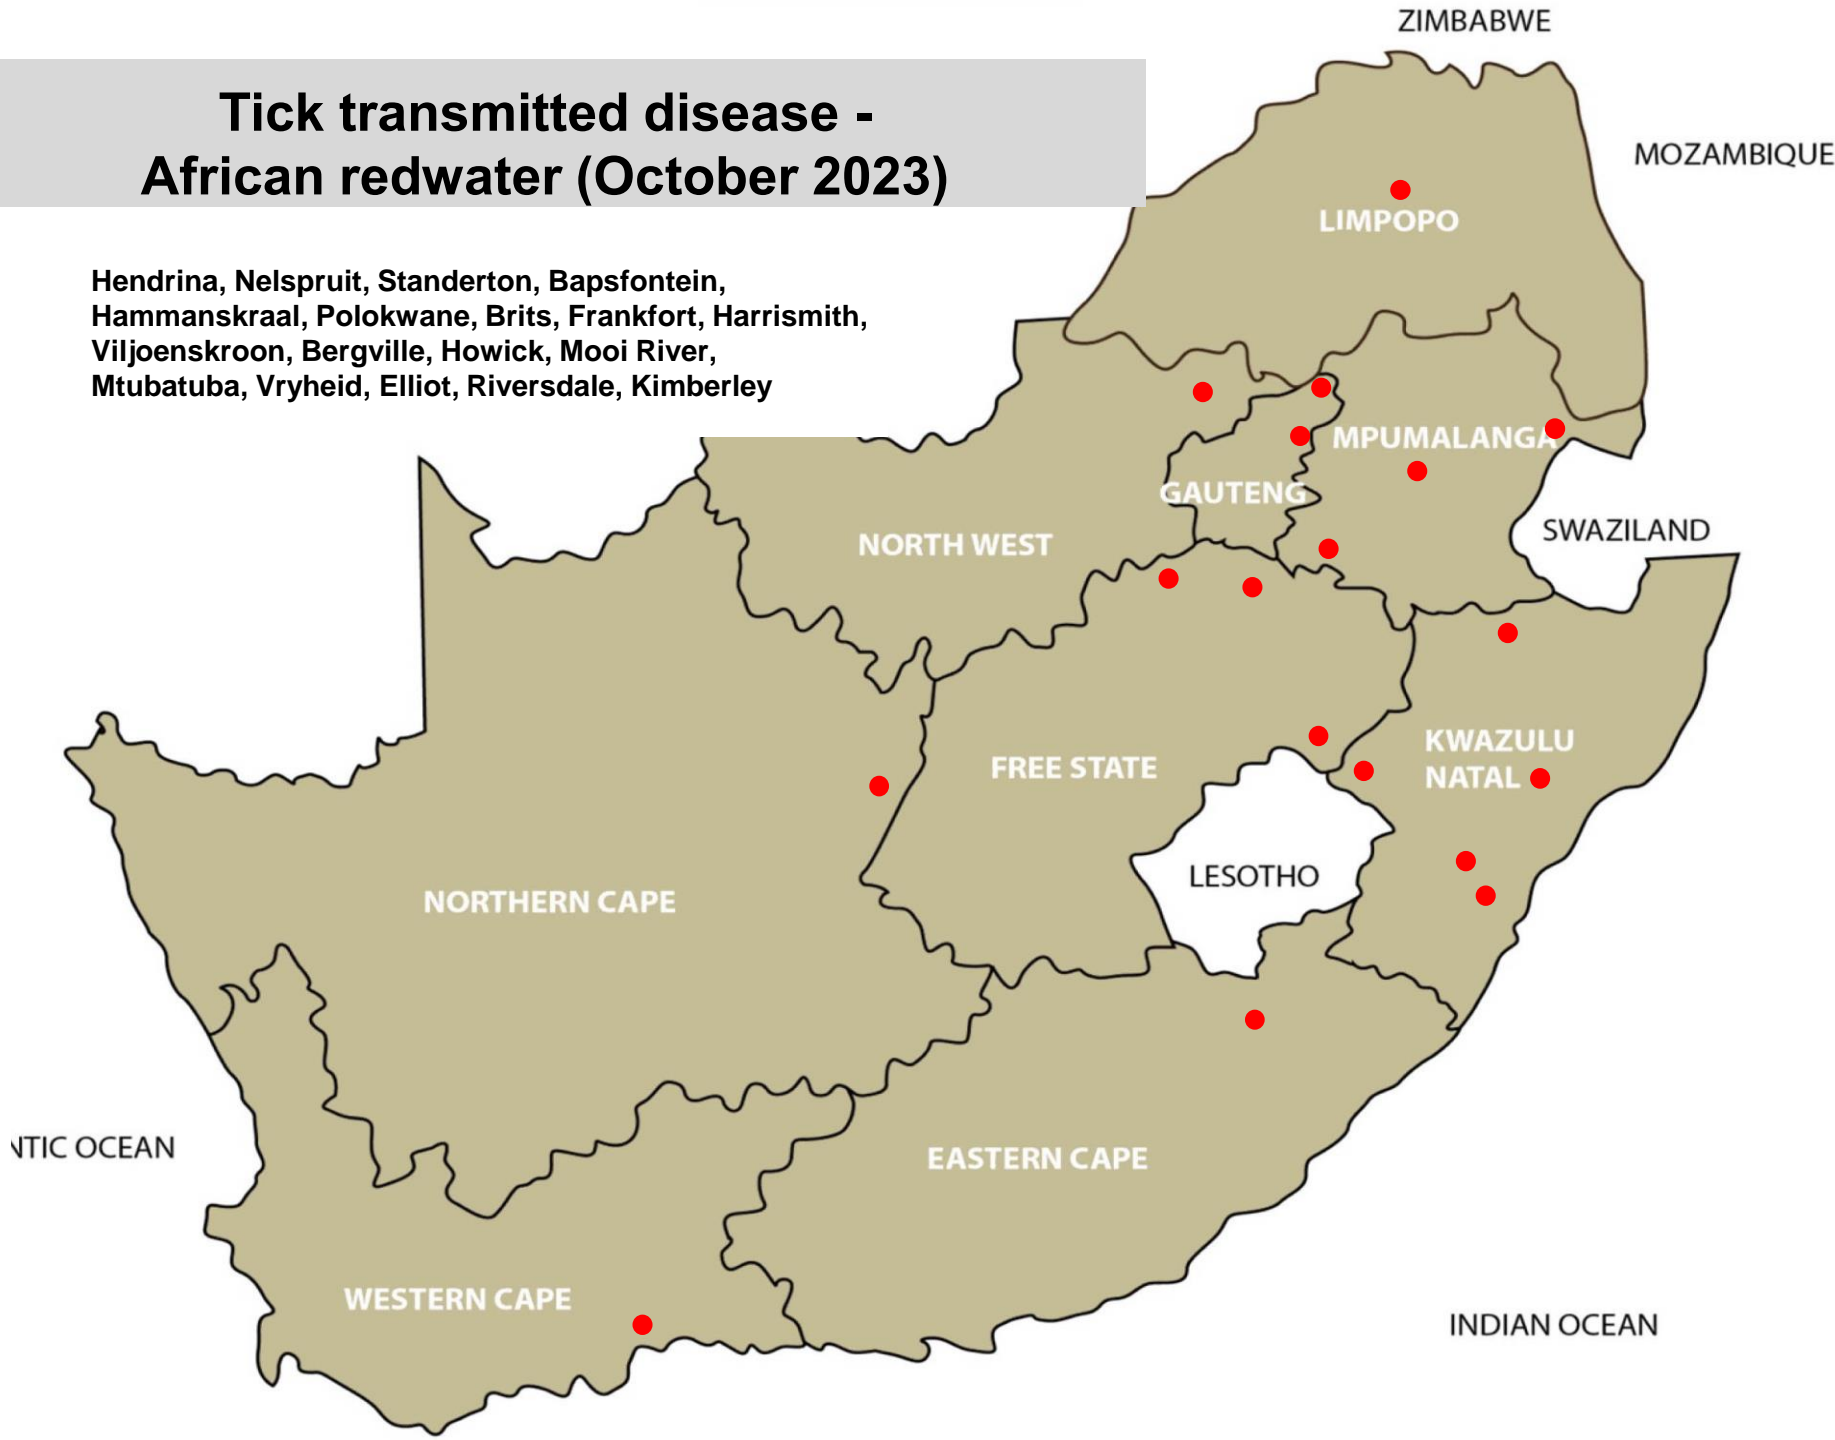 ZIMBABWE
Tick transmitted disease -
African redwater (October 2023)
MOZAMBIQUE
LIMPOPO
Hendrina, Nelspruit, Standerton, Bapsfontein,
Hammanskraal, Polokwane, Brits, Frankfort, Harrismith,
Viljoenskroon, Bergville, Howick, Mooi River,
Mtubatuba, Vryheid, Elliot, Riversdale, Kimberley
MPUMALANGA
GAUTENG
SWAZILAND
NORTH WEST
KWAZULU
NATAL
FREE STATE
LESOTHO
NORTHERN CAPE
NTIC OCEAN
EASTERN CAPE
WESTERN CAPE
INDIAN OCEAN